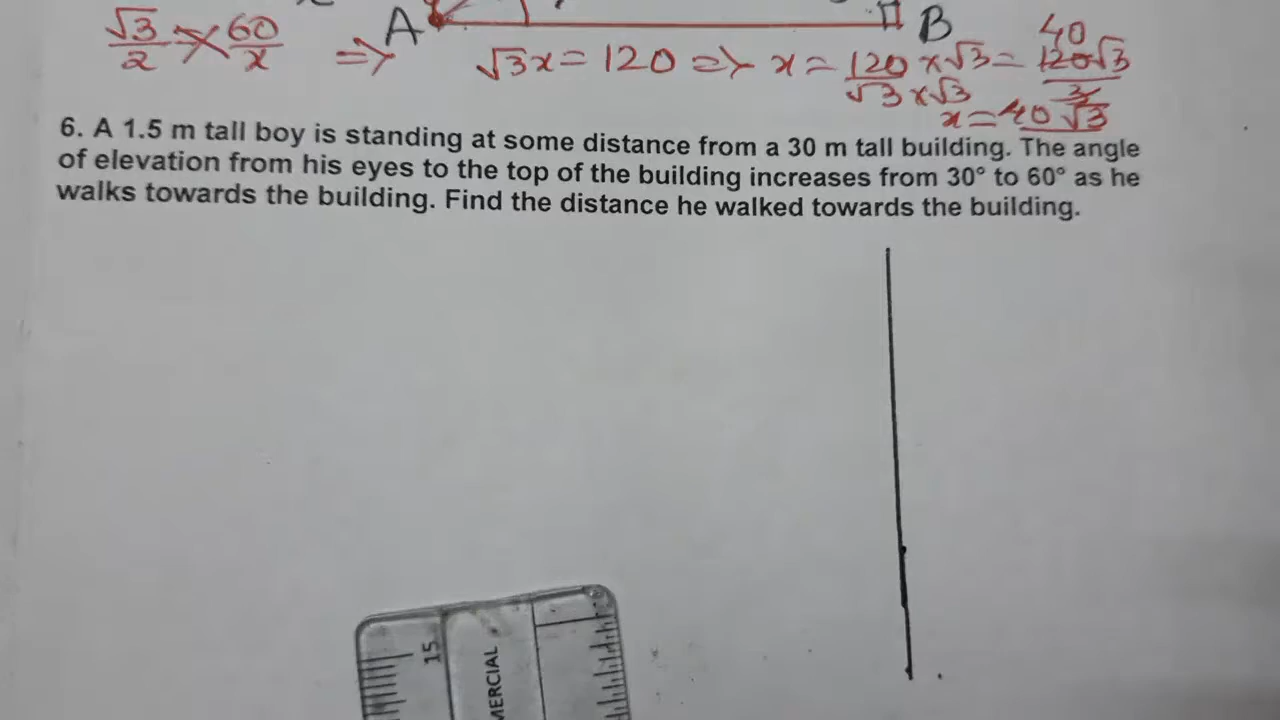 √3/2 × 60/x ⇒ A B
√3x = 120 ⇒ x = 120/√3 × √3/√3 = 40 120√3/3
x = 40√3
6. A 1.5 m tall boy is standing at some distance from a 30 m tall building. The angle
of elevation from his eyes to the top of the building increases from 30° to 60° as he
walks towards the building. Find the distance he walked towards the building.
15
MERCIAL